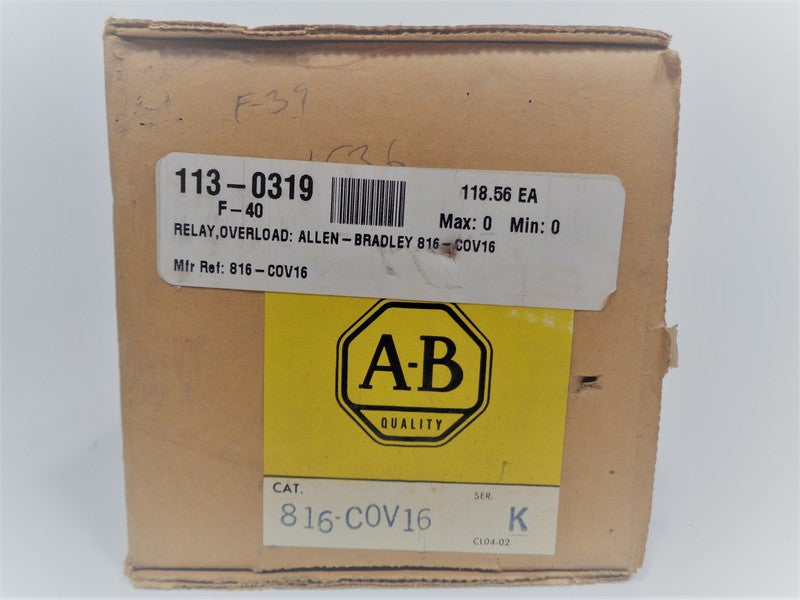 F-39
1536
113-0319
118.56 EA
F-40
Max: 0 Min: 0
RELAY,OVERLOAD: ALLEN-BRADLEY 816-COV16
Mfr Ref: 816-COV16
A-B
QUALITY
CAT.
SER.
816-COV16
K
CL04-02